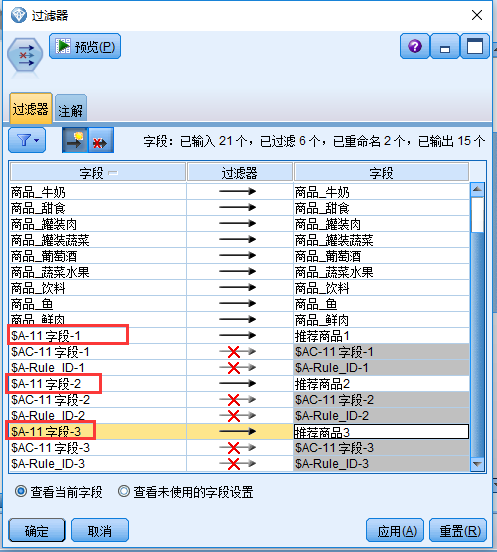 过滤器
预览(P)
过滤器 注解
字段：已输入 21个，已过滤 6个，已重命名 2个，已输出 15个
字段 过滤器 字段
商品_牛奶 商品_牛奶
商品_甜食 商品_甜食
商品_罐装肉 商品_罐装肉
商品_罐装蔬菜 商品_罐装蔬菜
商品_葡萄酒 商品_葡萄酒
商品_蔬菜水果 商品_蔬菜水果
商品_饮料 商品_饮料
商品_鱼 商品_鱼
商品_鲜肉 商品_鲜肉
$A-11 字段-1 推荐商品1
$AC-11 字段-1 $AC-11 字段-1
$A-Rule_ID-1 $A-Rule_ID-1
$A-11 字段-2 推荐商品2
$AC-11 字段-2 $AC-11 字段-2
$A-Rule_ID-2 $A-Rule_ID-2
$A-11 字段-3 推荐商品3
$AC-11 字段-3 $AC-11 字段-3
$A-Rule_ID-3 $A-Rule_ID-3
查看当前字段 查看未使用的字段设置
确定 取消 应用(A) 重置(R)